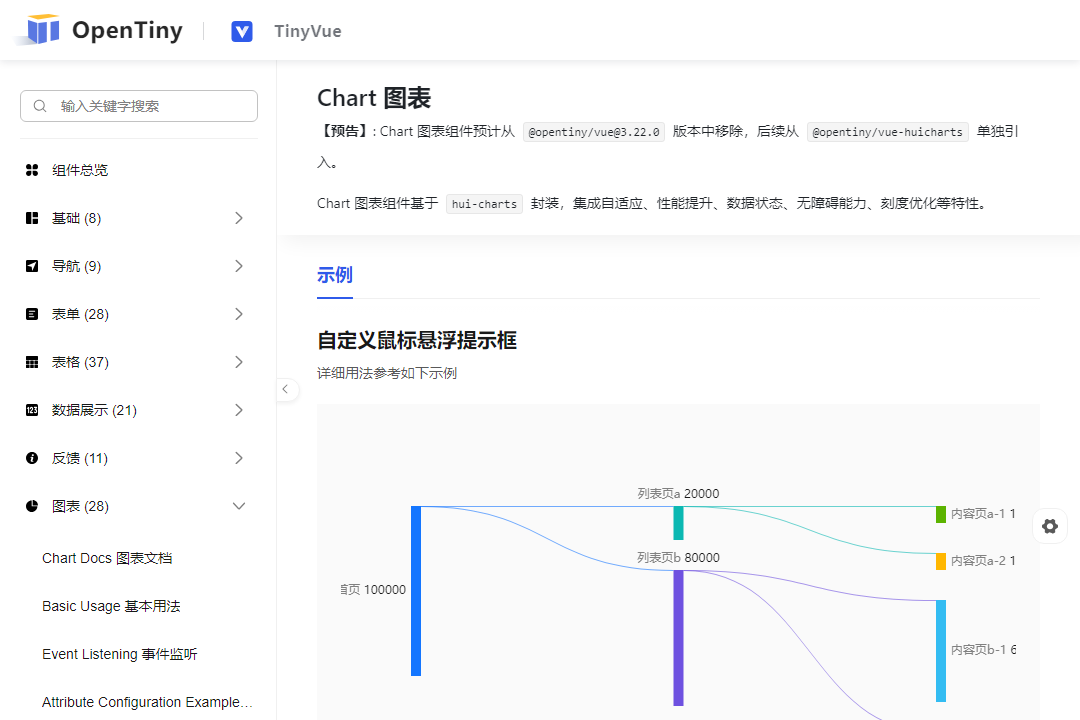 OpenTiny
TinyVue
输入关键字搜索
组件总览
基础 (8)
导航 (9)
表单 (28)
表格 (37)
数据展示 (21)
反馈 (11)
图表 (28)
Chart Docs 图表文档
Basic Usage 基本用法
Event Listening 事件监听
Attribute Configuration Example…
Chart 图表
【预告】: Chart 图表组件预计从 @opentiny/vue@3.22.0 版本中移除，后续从 @opentiny/vue-huicharts 单独引
入。
Chart 图表组件基于 hui-charts 封装，集成自适应、性能提升、数据状态、无障碍能力、刻度优化等特性。
示例
自定义鼠标悬浮提示框
详细用法参考如下示例
列表页a 20000
内容页a-1 1
列表页b 80000
内容页a-2 1
首页 100000
内容页b-1 6